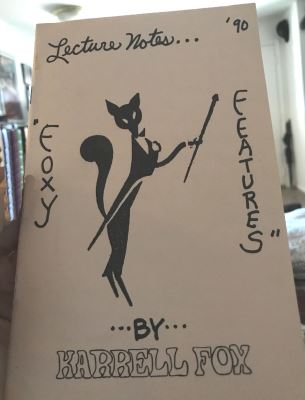 Lecture Notes... '90
"FOXY
FEATURES"
...BY...
KARRELL FOX